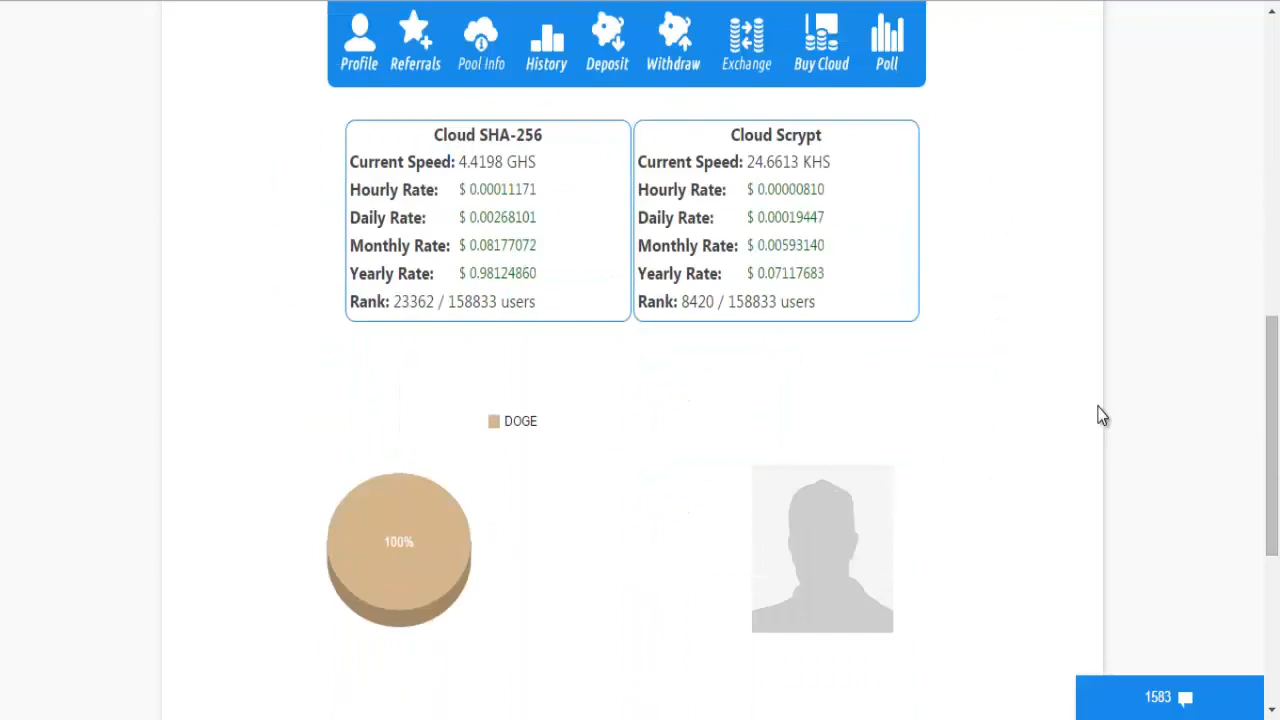 Profile Referrals Pool Info History Deposit Withdraw Exchange Buy Cloud Poll
Cloud SHA-256
Current Speed: 4.4198 GHS
Hourly Rate: $ 0.00011171
Daily Rate: $ 0.00268101
Monthly Rate: $ 0.08177072
Yearly Rate: $ 0.98124860
Rank: 23362 / 158833 users
Cloud Scrypt
Current Speed: 24.6613 KHS
Hourly Rate: $ 0.00000810
Daily Rate: $ 0.00019447
Monthly Rate: $ 0.00593140
Yearly Rate: $ 0.07117683
Rank: 8420 / 158833 users
DOGE
100%
1583